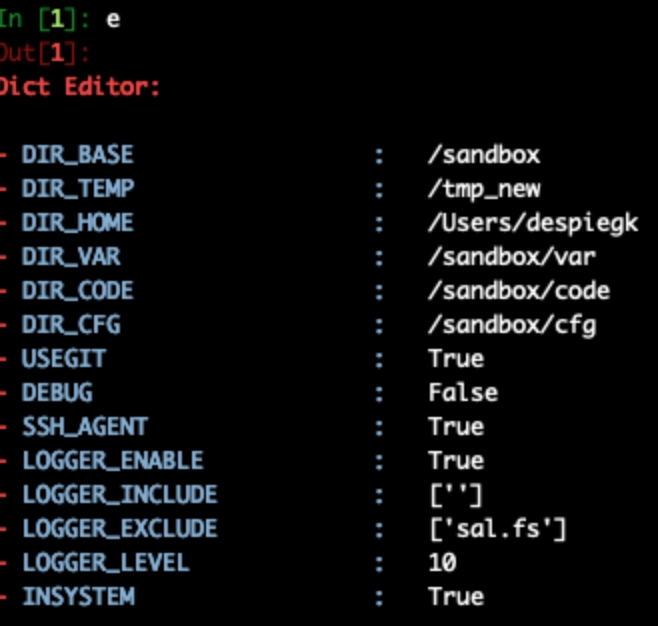 In [1]: e
Out[1]:
Dict Editor:
- DIR_BASE : /sandbox
- DIR_TEMP : /tmp_new
- DIR_HOME : /Users/despiegk
- DIR_VAR : /sandbox/var
- DIR_CODE : /sandbox/code
- DIR_CFG : /sandbox/cfg
- USEGIT : True
- DEBUG : False
- SSH_AGENT : True
- LOGGER_ENABLE : True
- LOGGER_INCLUDE : ['']
- LOGGER_EXCLUDE : ['sal.fs']
- LOGGER_LEVEL : 10
- INSYSTEM : True